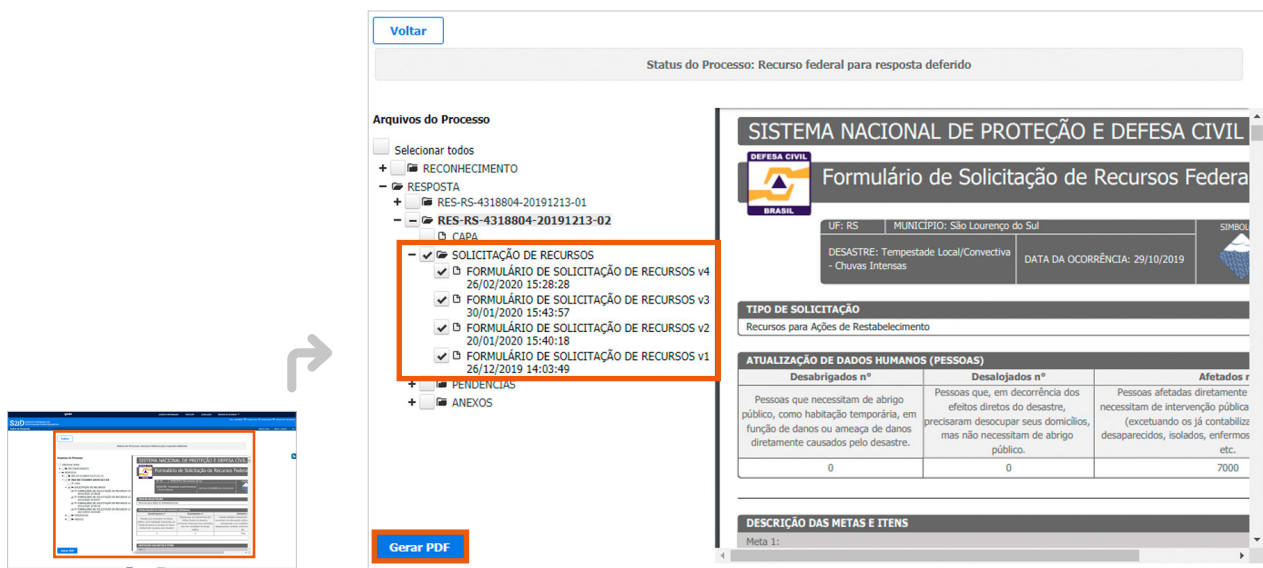 Voltar
Status do Processo: Recurso federal para resposta deferido
Arquivos do Processo
Selecionar todos
RECONHECIMENTO
RESPOSTA
RES-RS-4318804-20191213-01
RES-RS-4318804-20191213-02
CAPA
SOLICITAÇÃO DE RECURSOS
FORMULÁRIO DE SOLICITAÇÃO DE RECURSOS v4
26/02/2020 15:28:28
FORMULÁRIO DE SOLICITAÇÃO DE RECURSOS v3
30/01/2020 15:43:57
FORMULÁRIO DE SOLICITAÇÃO DE RECURSOS v2
20/01/2020 15:40:18
FORMULÁRIO DE SOLICITAÇÃO DE RECURSOS v1
26/12/2019 14:03:49
PENDÊNCIAS
ANEXOS
Gerar PDF
SISTEMA NACIONAL DE PROTEÇÃO E DEFESA CIVIL
DEFESA CIVIL
BRASIL
Formulário de Solicitação de Recursos Federa
UF: RS
MUNICÍPIO: São Lourenço do Sul
SIMBOL
DESASTRE: Tempestade Local/Convectiva
- Chuvas Intensas
DATA DA OCORRÊNCIA: 29/10/2019
TIPO DE SOLICITAÇÃO
Recursos para Ações de Restabelecimento
ATUALIZAÇÃO DE DADOS HUMANOS (PESSOAS)
Desabrigados nº
Desalojados nº
Afetados n
Pessoas que necessitam de abrigo
público, como habitação temporária, em
função de danos ou ameaça de danos
diretamente causados pelo desastre.
Pessoas que, em decorrência dos
efeitos diretos do desastre,
precisaram desocupar seus domicílios,
mas não necessitam de abrigo
público.
Pessoas afetadas diretamente
necessitam de intervenção pública
(excetuando os já contabiliza
desaparecidos, isolados, enfermos
etc.
0
0
7000
DESCRIÇÃO DAS METAS E ITENS
Meta 1: